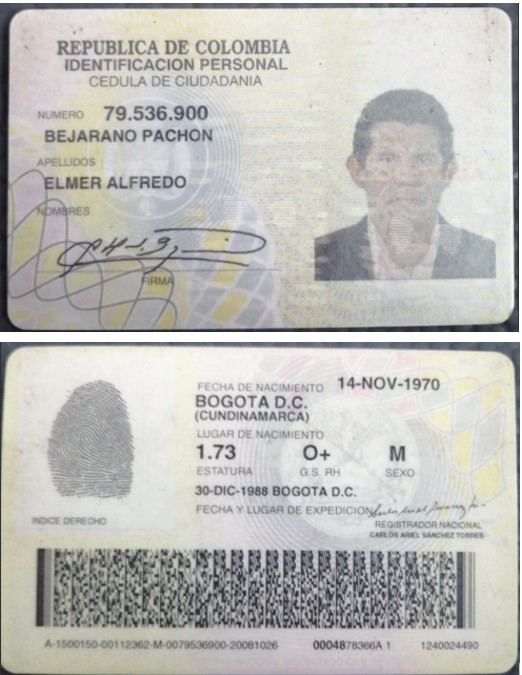 REPUBLICA DE COLOMBIA
IDENTIFICACION PERSONAL
CEDULA DE CIUDADANIA
NUMERO 79.536.900
BEJARANO PACHON
APELLIDOS
ELMER ALFREDO
NOMBRES
FIRMA
FECHA DE NACIMIENTO 14-NOV-1970
BOGOTA D.C.
(CUNDINAMARCA)
LUGAR DE NACIMIENTO
1.73 O+ M
ESTATURA G.S. RH SEXO
30-DIC-1988 BOGOTA D.C.
FECHA Y LUGAR DE EXPEDICION
INDICE DERECHO
REGISTRADOR NACIONAL
CARLOS ARIEL SÁNCHEZ TORRES
A-1500150-00112362-M-0079536900-20081026 0004878366A 1 1240024490